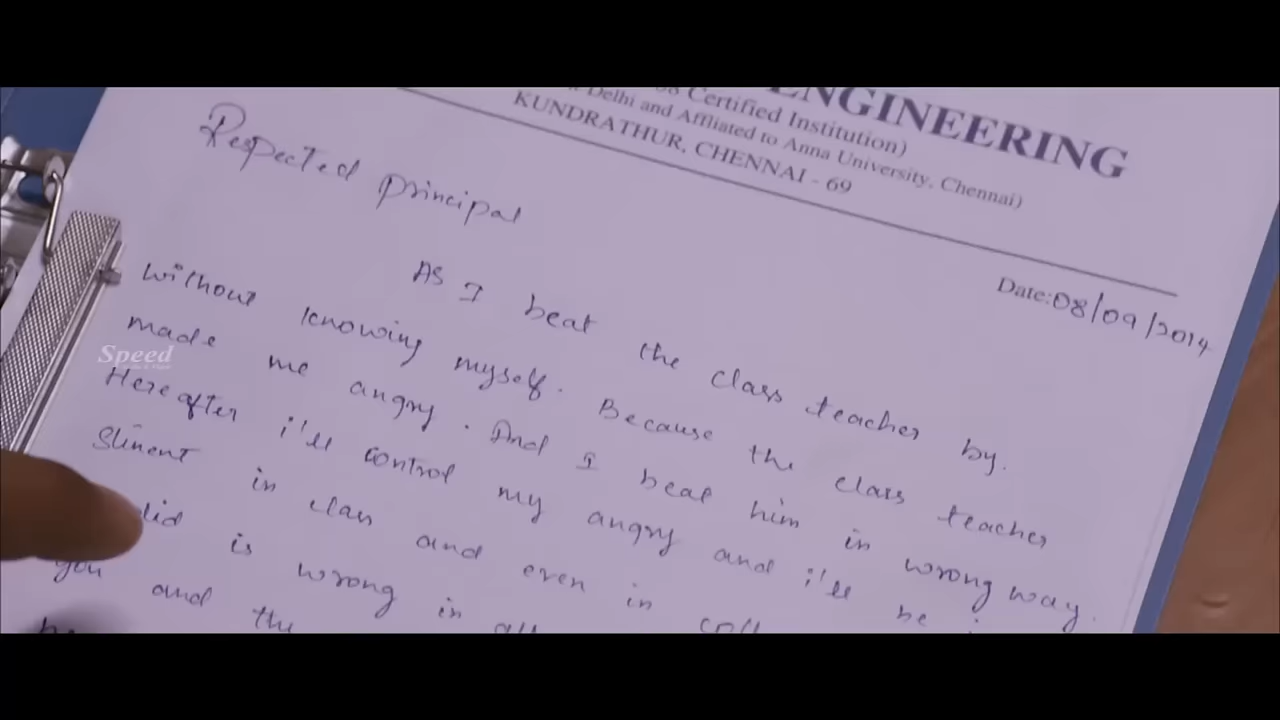 ENGINEERING
Certified Institution)
Delhi and Affliated to Anna University, Chennai)
KUNDRATHUR, CHENNAI - 69
Date:08/09/2014
Respected principal
As I beat the class teacher by.
without knowing myself. Because the class teacher
made me angry. And I beat him in wrong way.
Hereafter i'll control my angry and i'll be
Slinent in class and even in
is wrong in
you and the
Speed